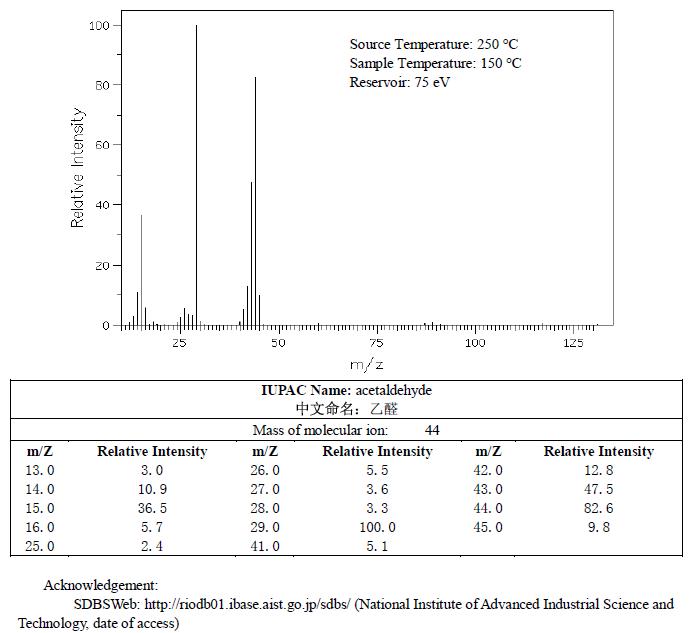 100
80
60
40
20
0
Relative Intensity
Source Temperature: 250 °C
Sample Temperature: 150 °C
Reservoir: 75 eV
25 50 75 100 125
m/z
IUPAC Name: acetaldehyde
中文命名：乙醛
Mass of molecular ion: 44
m/Z Relative Intensity m/Z Relative Intensity m/Z Relative Intensity
13.0 3.0 26.0 5.5 42.0 12.8
14.0 10.9 27.0 3.6 43.0 47.5
15.0 36.5 28.0 3.3 44.0 82.6
16.0 5.7 29.0 100.0 45.0 9.8
25.0 2.4 41.0 5.1
Acknowledgement:
SDBSWeb: http://riodb01.ibase.aist.go.jp/sdbs/ (National Institute of Advanced Industrial Science and
Technology, date of access)